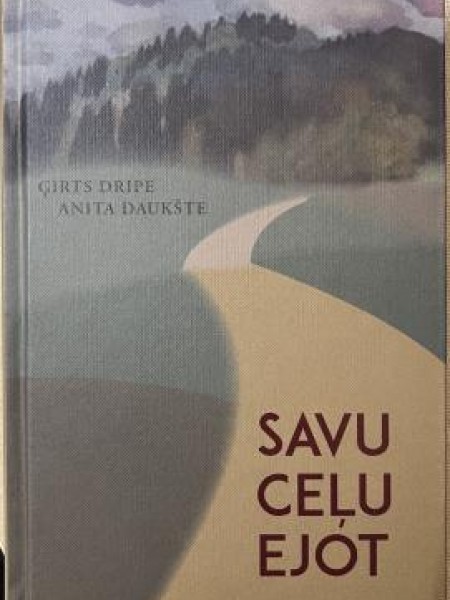 ĢIRTS DRIPE
ANITA DAUKŠTE
SAVU
CEĻU
EJOT